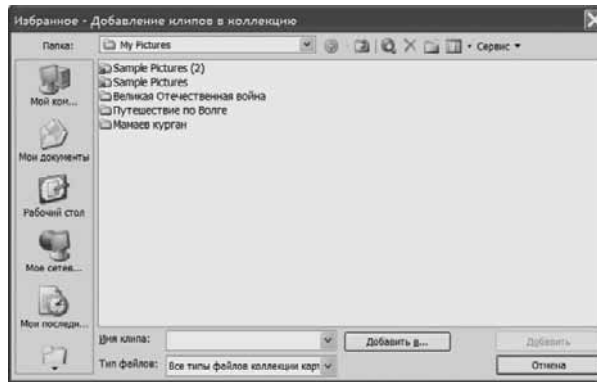 Избранное - Добавление клипов в коллекцию
Папка: My Pictures Сервис
Sample Pictures (2)
Sample Pictures
Великая Отечественная война
Путешествие по Волге
Мамаев курган
Мой ком...
Мои документы
Рабочий стол
Мое сетев...
Мои последн...
Имя клипа: Добавить в... Добавить
Тип файлов: Все типы файлов коллекции карт Отмена